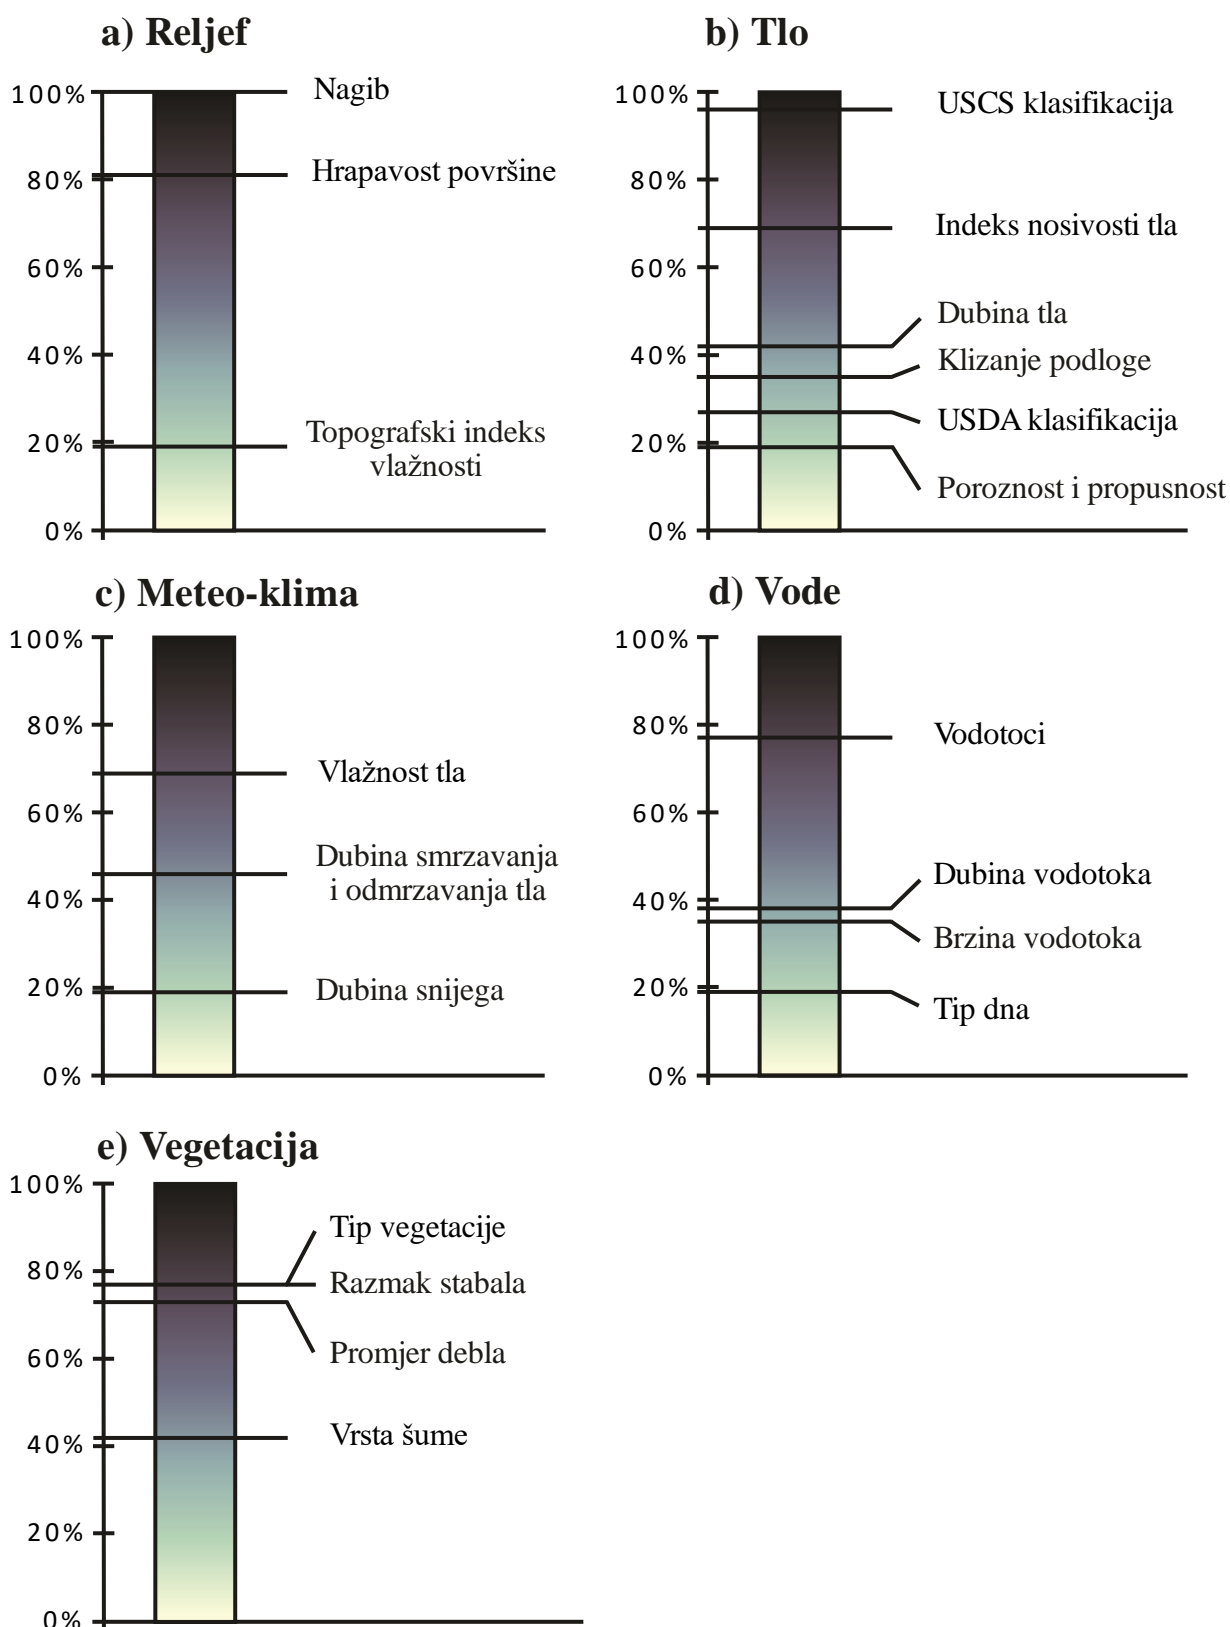 a) Reljef
100%
80%
60%
40%
20%
0%
Nagib
Hrapavost površine
Topografski indeks
vlažnosti
b) Tlo
100%
80%
60%
40%
20%
0%
USCS klasifikacija
Indeks nosivosti tla
Dubina tla
Klizanje podloge
USDA klasifikacija
Poroznost i propusnost
c) Meteo-klima
100%
80%
60%
40%
20%
0%
Vlažnost tla
Dubina smrzavanja
i odmrzavanja tla
Dubina snijega
d) Vode
100%
80%
60%
40%
20%
0%
Vodotoci
Dubina vodotoka
Brzina vodotoka
Tip dna
e) Vegetacija
100%
80%
60%
40%
20%
0%
Tip vegetacije
Razmak stabala
Promjer debla
Vrsta šume